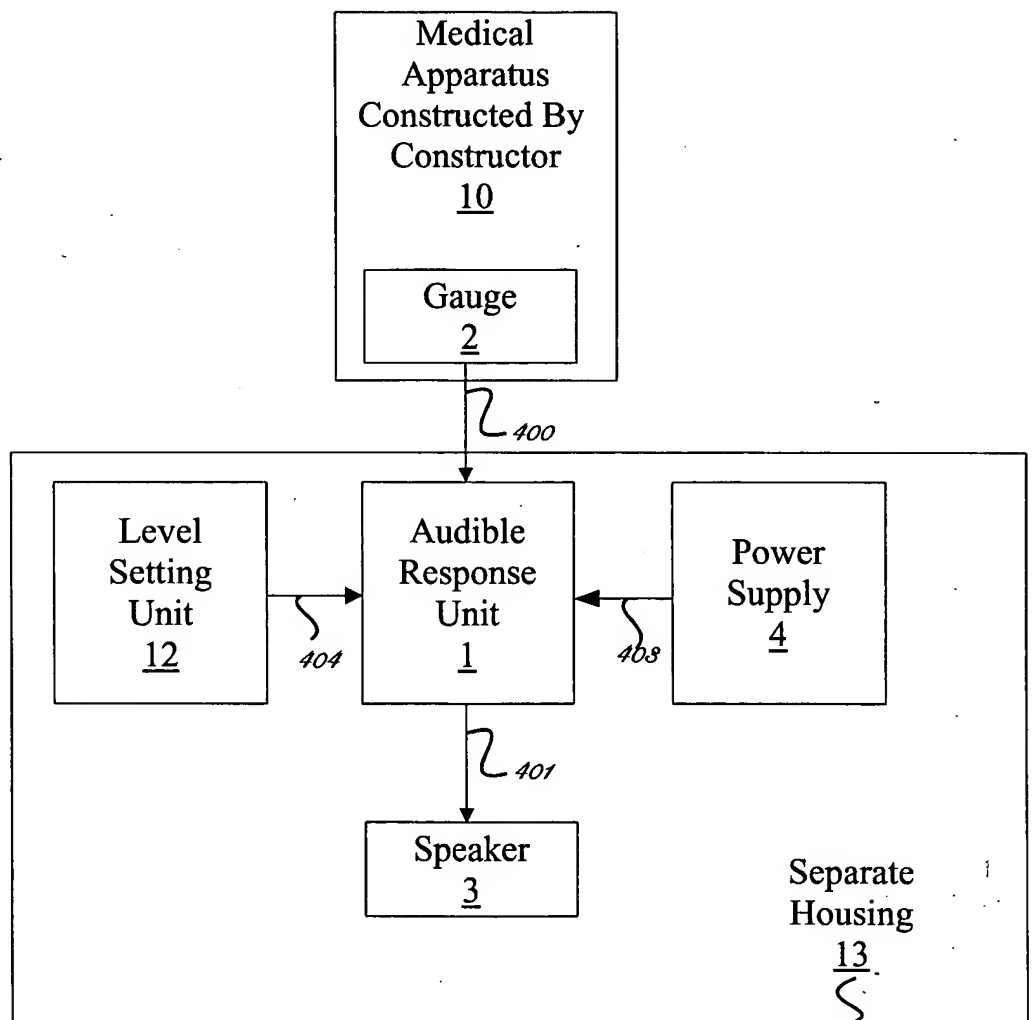 Medical
Apparatus
Constructed By
Constructor
10
Gauge
2
400
Level
Setting
Unit
12
404
Audible
Response
Unit
1
403
Power
Supply
4
401
Speaker
3
Separate
Housing
13